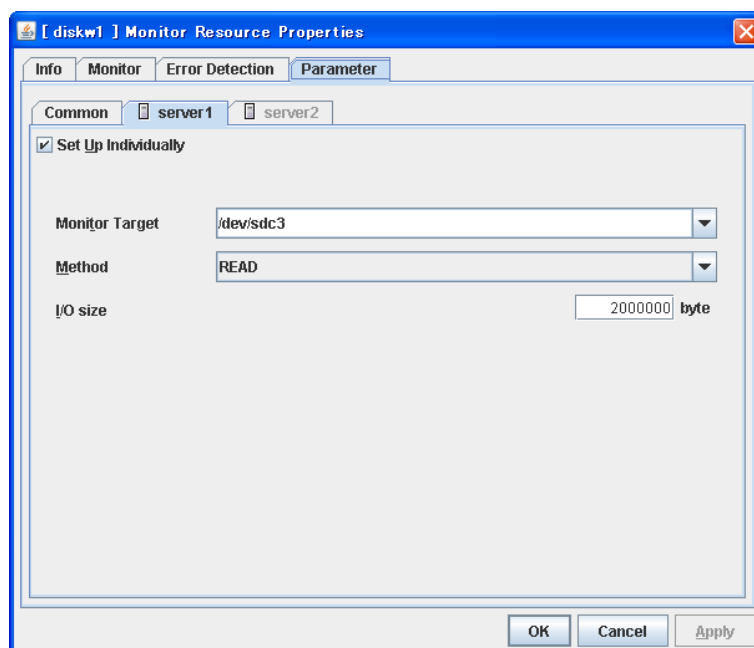 [ diskw1 ] Monitor Resource Properties
Info Monitor Error Detection Parameter
Common server1 server2
Set Up Individually
Monitor Target /dev/sdc3
Method READ
I/O size 2000000 byte
OK Cancel Apply